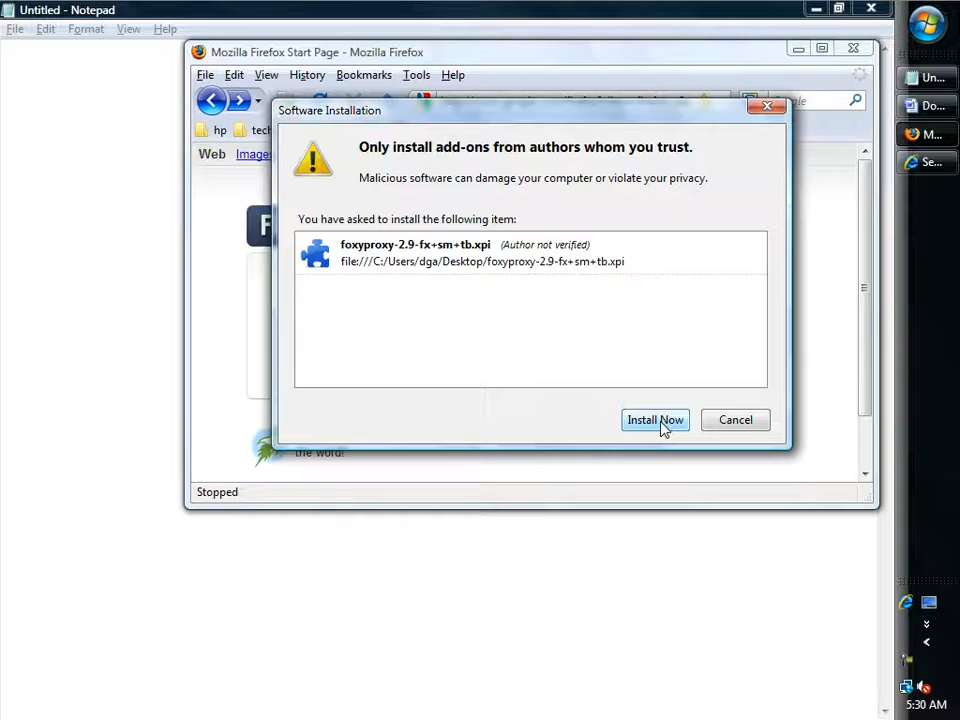 Untitled - Notepad
File Edit Format View Help
Mozilla Firefox Start Page - Mozilla Firefox
File Edit View History Bookmarks Tools Help
hp tech
Web Images
F
Software Installation
Only install add-ons from authors whom you trust.
Malicious software can damage your computer or violate your privacy.
You have asked to install the following item:
foxyproxy-2.9-fx+sm+tb.xpi (Author not verified)
file:///C:/Users/dga/Desktop/foxyproxy-2.9-fx+sm+tb.xpi
Install Now Cancel
the word!
Stopped
Un...
Do...
M...
Se...
5:30 AM